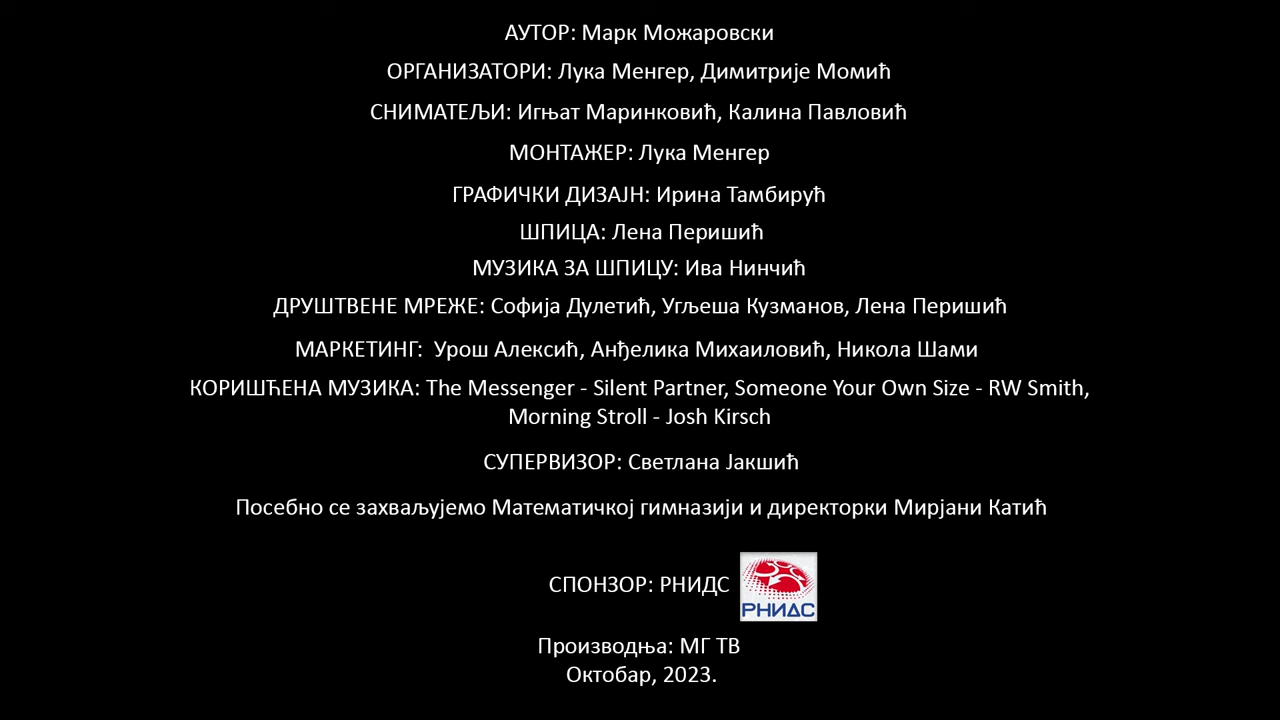 АУТОР: Марк Можаровски
ОРГАНИЗАТОРИ: Лука Менгер, Димитрије Момић
СНИМАТЕЉИ: Игњат Маринковић, Калина Павловић
МОНТАЖЕР: Лука Менгер
ГРАФИЧКИ ДИЗАЈН: Ирина Тамбирућ
ШПИЦА: Лена Перишић
МУЗИКА ЗА ШПИЦУ: Ива Нинчић
ДРУШТВЕНЕ МРЕЖЕ: Софија Дулетић, Угљеша Кузманов, Лена Перишић
МАРКЕТИНГ: Урош Алексић, Анђелика Михаиловић, Никола Шами
КОРИШЋЕНА МУЗИКА: The Messenger - Silent Partner, Someone Your Own Size - RW Smith,
Morning Stroll - Josh Kirsch
СУПЕРВИЗОР: Светлана Јакшић
Посебно се захваљујемо Математичкој гимназији и директорки Мирјани Катић
СПОНЗОР: РНИДС
РНИДС
Производња: МГ ТВ
Октобар, 2023.